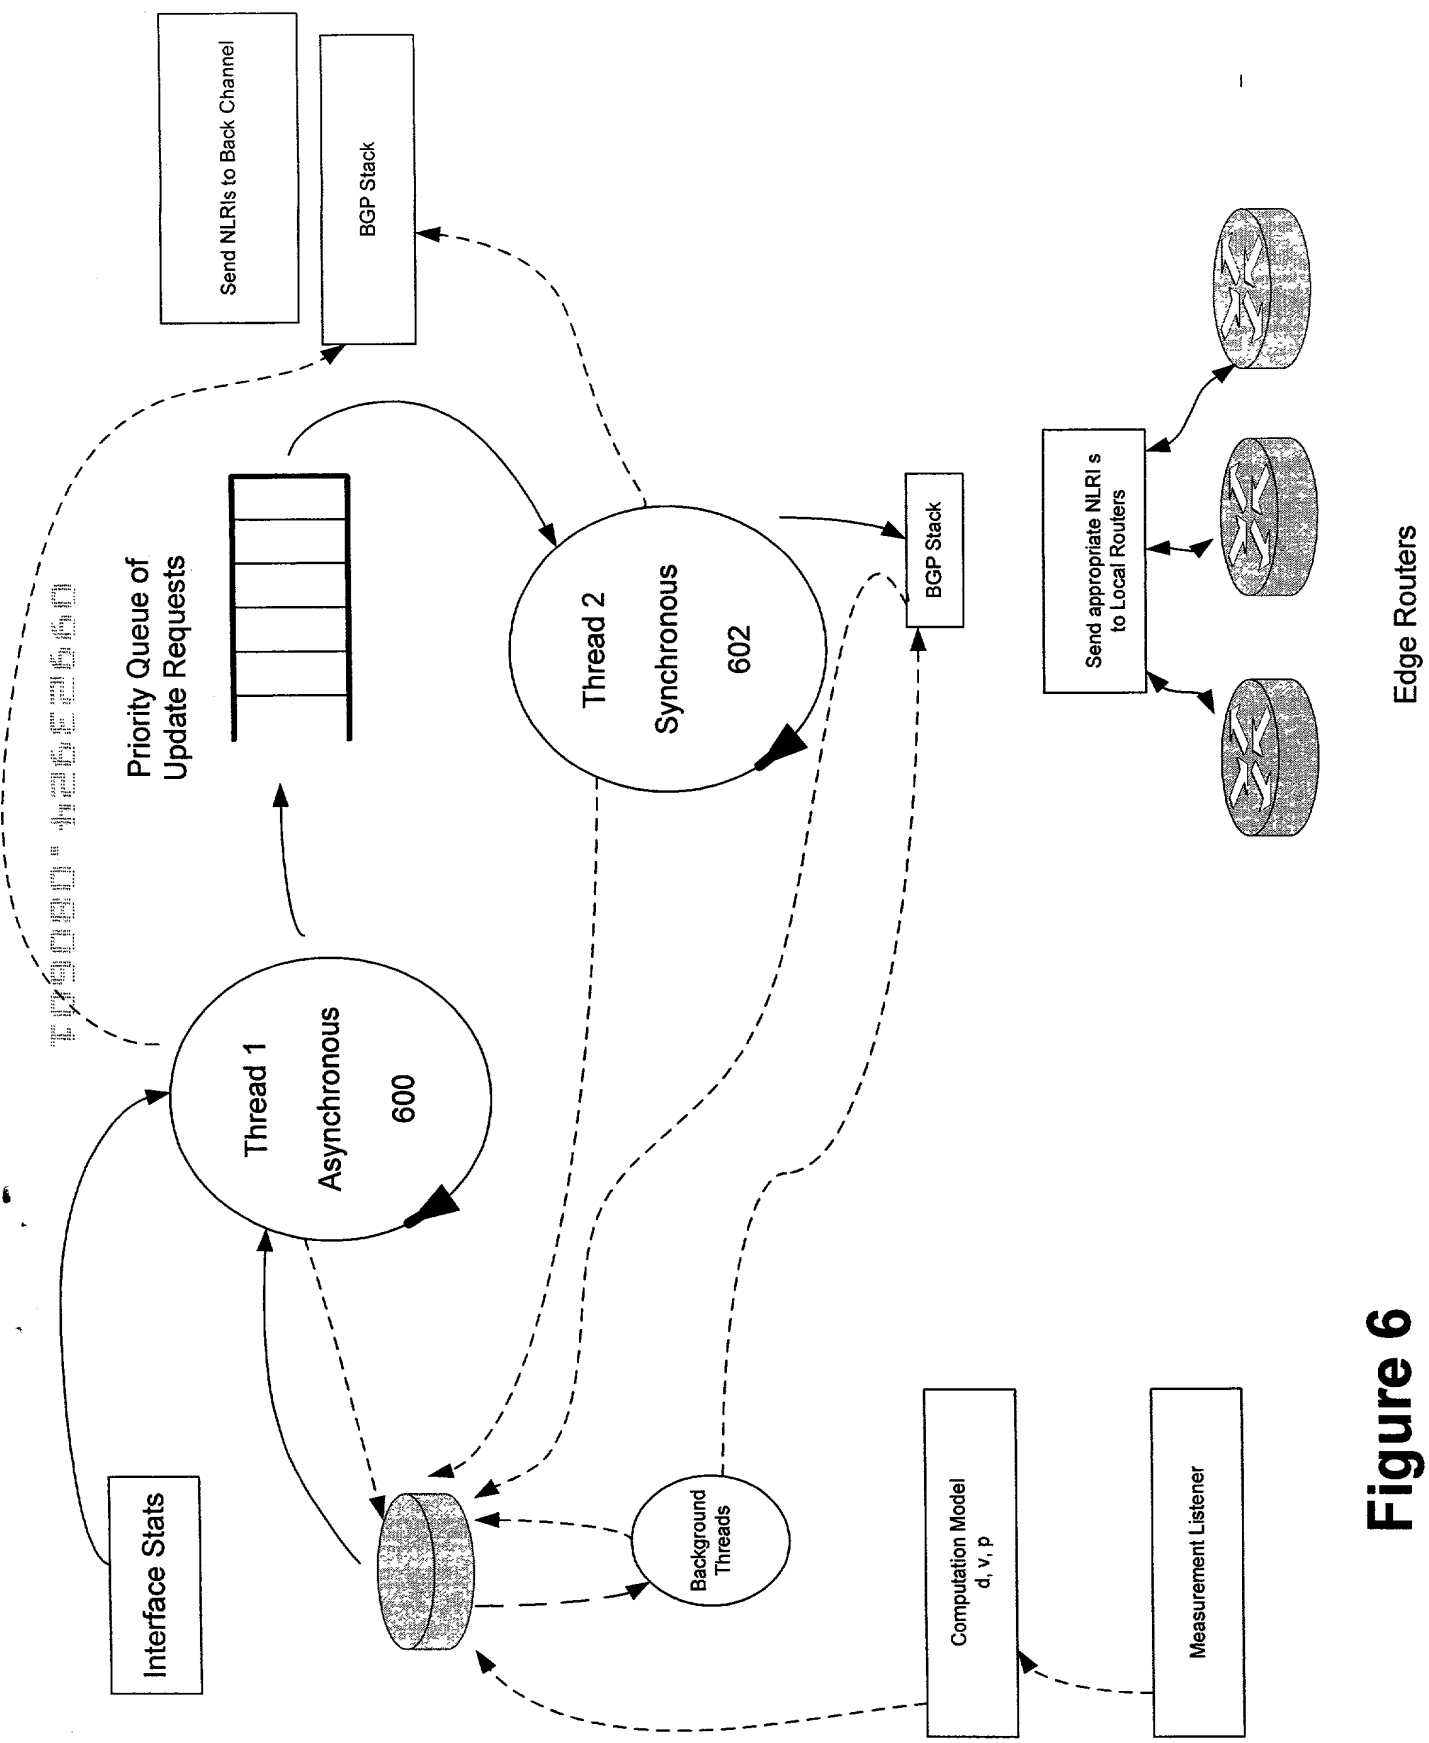 Interface Stats
Thread 1
Asynchronous
600
Priority Queue of
Update Requests
Send NLRIs to Back Channel
BGP Stack
Thread 2
Synchronous
602
BGP Stack
Background
Threads
Computation Model
d, v, p
Measurement Listener
Send appropriate NLRI s
to Local Routers
Edge Routers
Figure 6